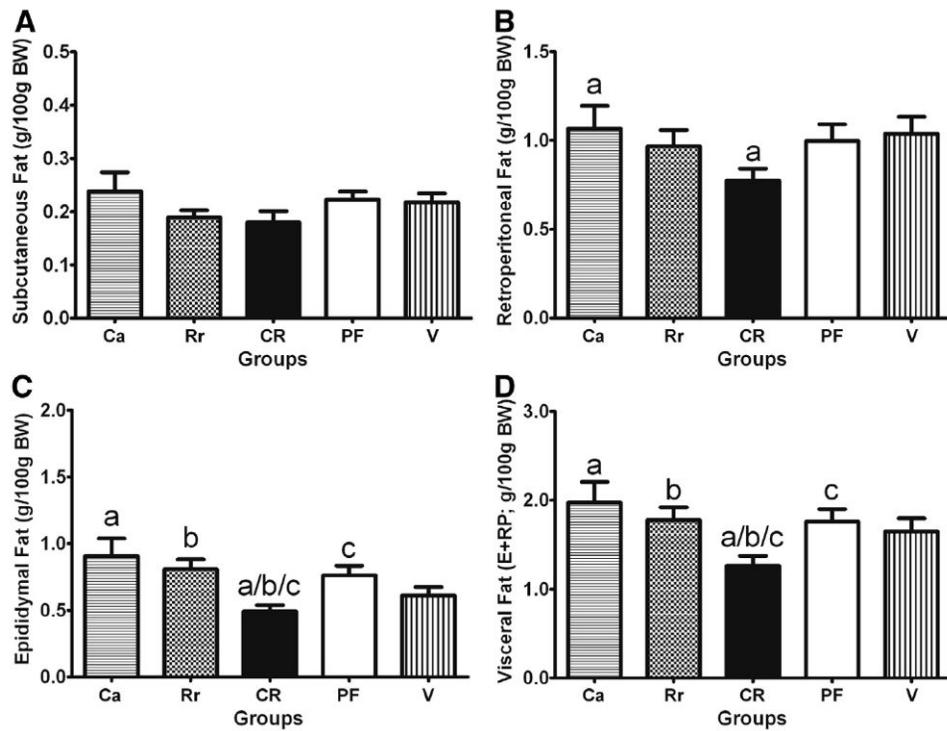 A
Subcutaneous Fat (g/100g BW)
0.5
0.4
0.3
0.2
0.1
0.0
Ca Rr CR PF V
Groups
B
Retroperitoneal Fat (g/100g BW)
1.5
1.0
0.5
0.0
a
a
Ca Rr CR PF V
Groups
C
Epididymal Fat (g/100g BW)
2.0
1.5
1.0
0.5
0.0
a
b
a/b/c
c
Ca Rr CR PF V
Groups
D
Visceral Fat (E+RP; g/100g BW)
3.0
2.0
1.0
0.0
a
b
a/b/c
c
Ca Rr CR PF V
Groups